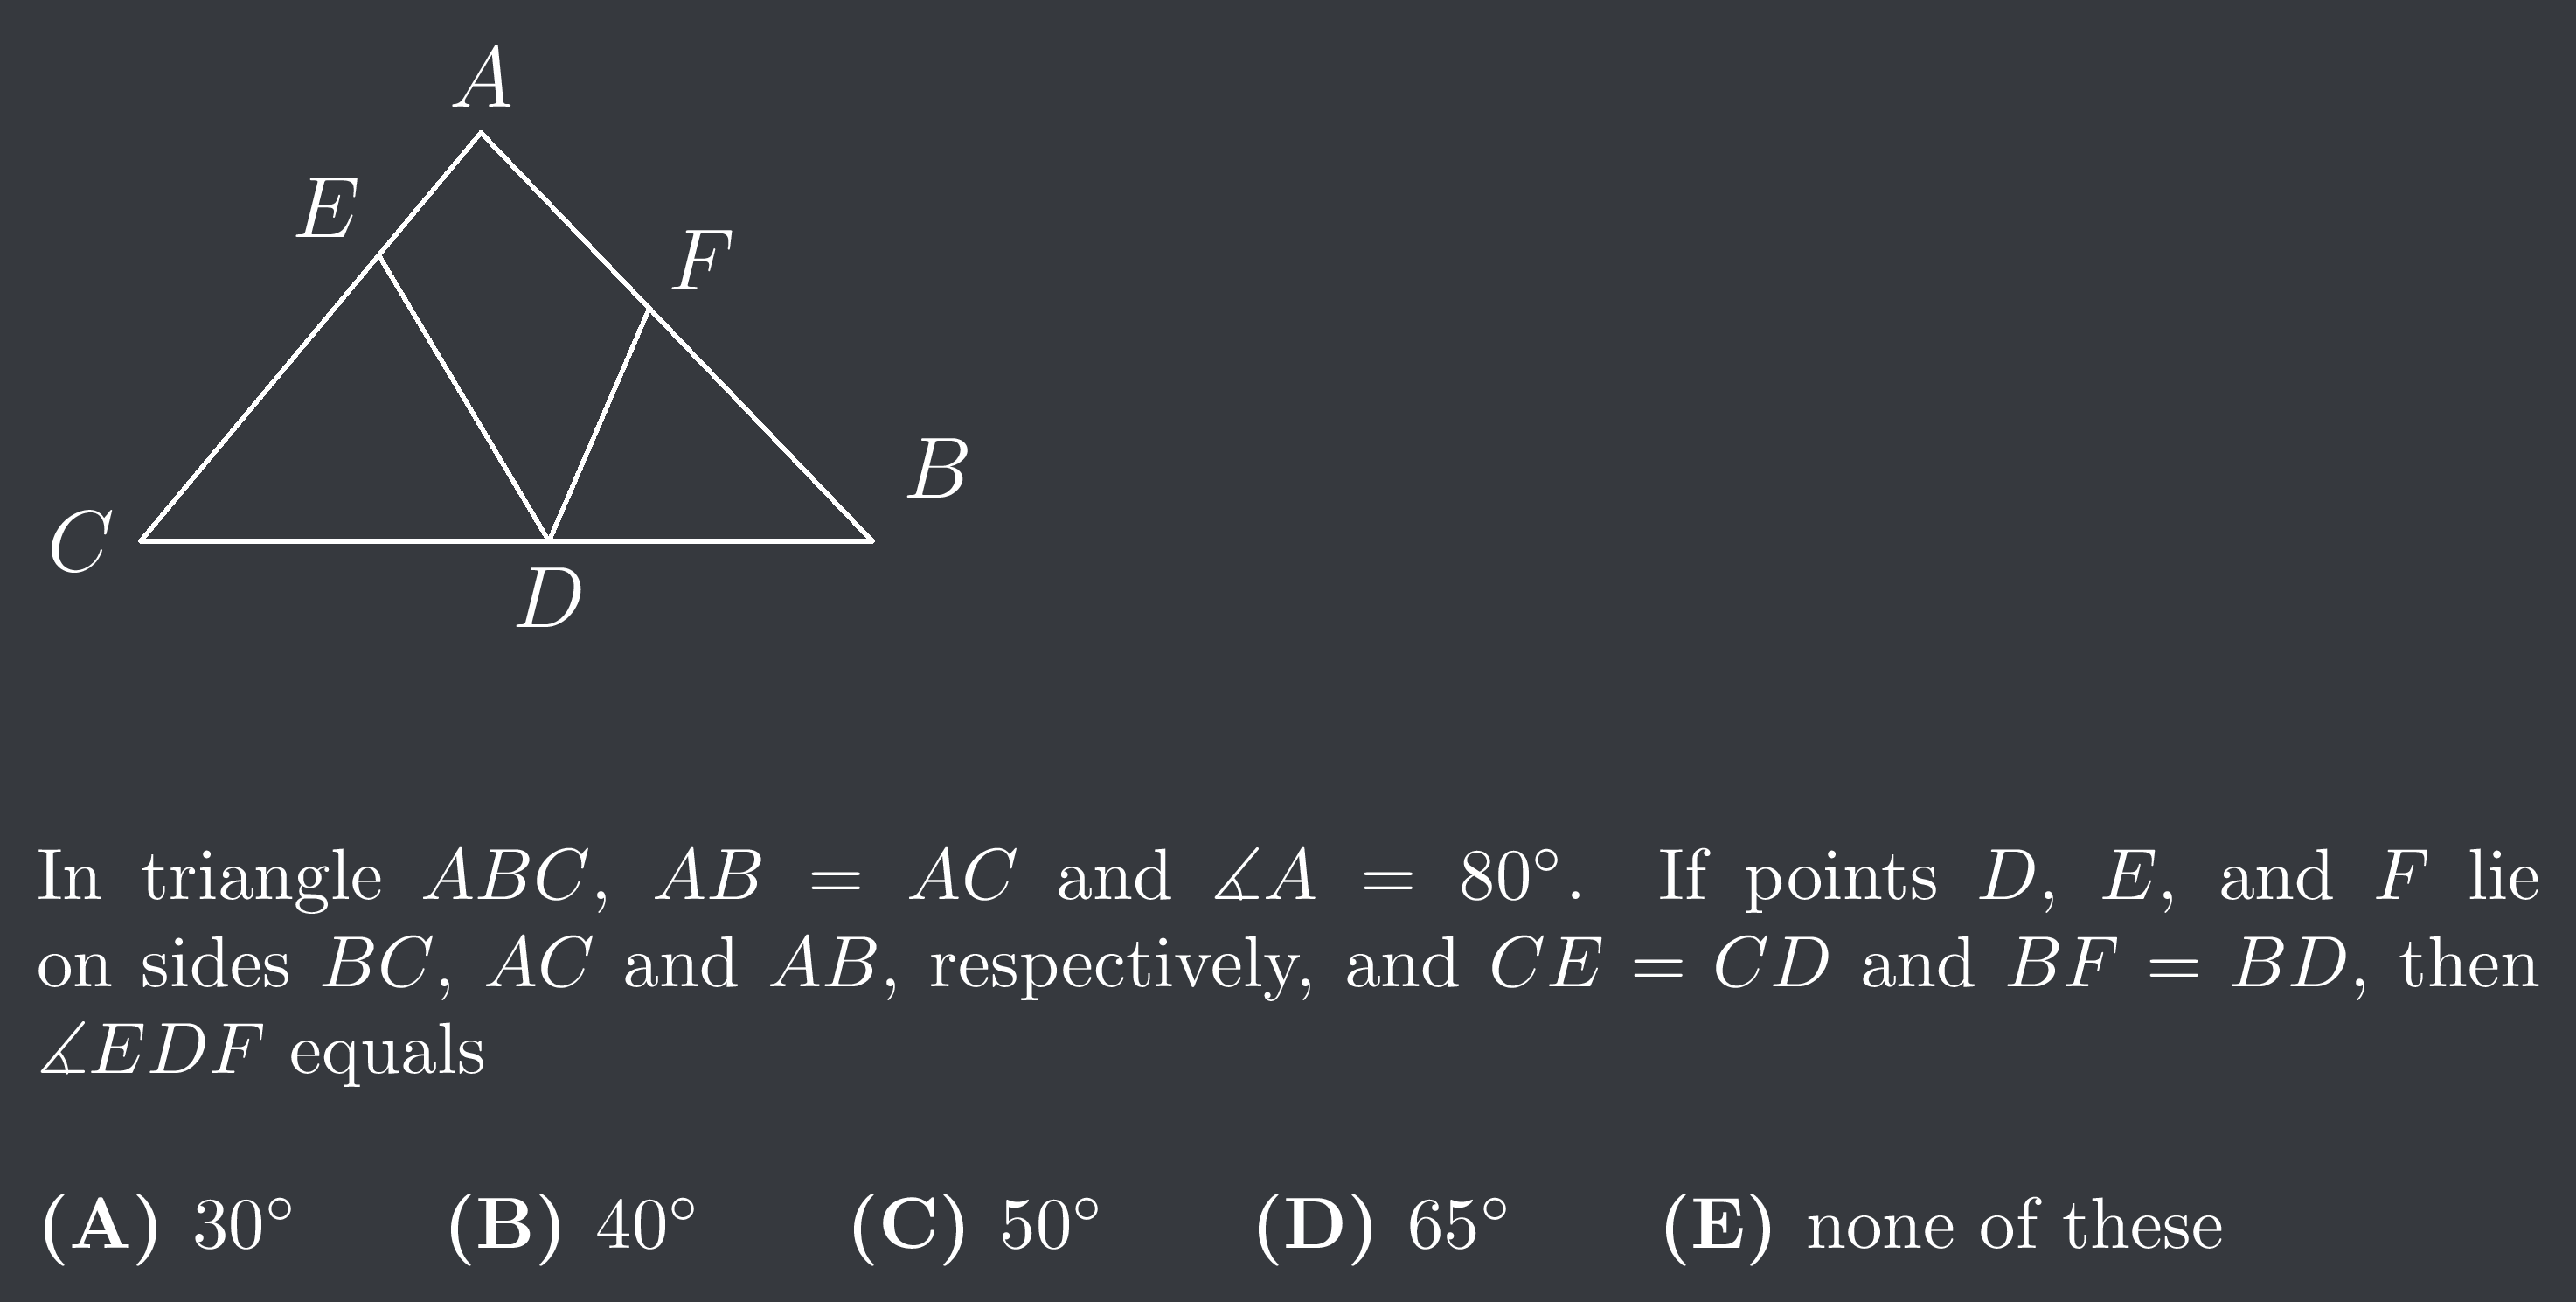 A
E
F
B
C
D
In triangle ABC, AB = AC and ∡A = 80°. If points D, E, and F lie
on sides BC, AC and AB, respectively, and CE = CD and BF = BD, then
∡EDF equals
(A) 30° (B) 40° (C) 50° (D) 65° (E) none of these